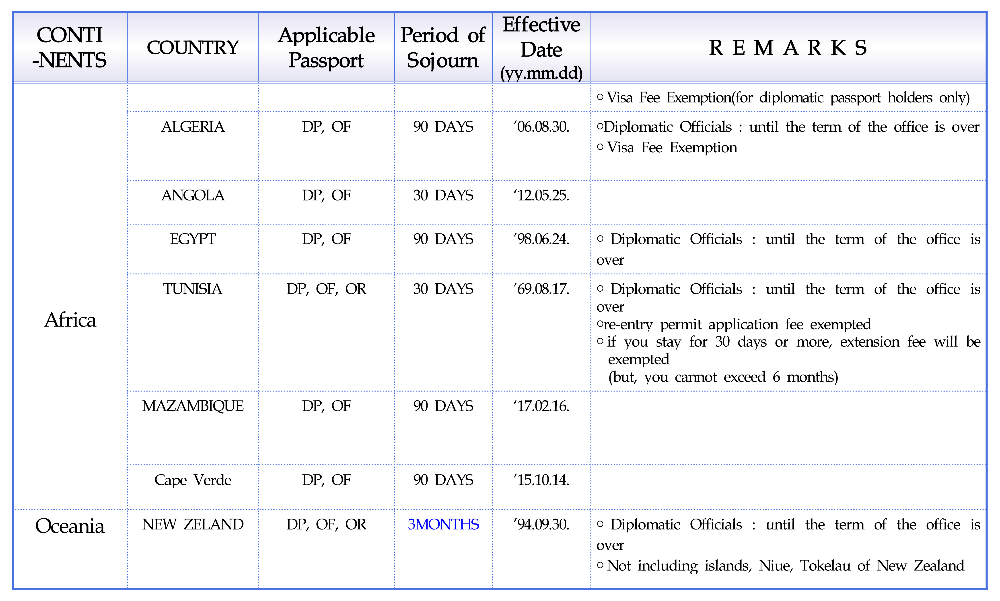 CONTI
-NENTS
COUNTRY
Applicable
Passport
Period of
Sojourn
Effective
Date
(yy.mm.dd)
R E M A R K S
Africa
○ Visa Fee Exemption(for diplomatic passport holders only)
ALGERIA
DP, OF
90 DAYS
’06.08.30.
○Diplomatic Officials : until the term of the office is over
○ Visa Fee Exemption
ANGOLA
DP, OF
30 DAYS
‘12.05.25.
EGYPT
DP, OF
90 DAYS
’98.06.24.
○ Diplomatic Officials : until the term of the office is
over
TUNISIA
DP, OF, OR
30 DAYS
’69.08.17.
○ Diplomatic Officials : until the term of the office is
over
○re-entry permit application fee exempted
○ if you stay for 30 days or more, extension fee will be
exempted
(but, you cannot exceed 6 months)
MAZAMBIQUE
DP, OF
90 DAYS
‘17.02.16.
Cape Verde
DP, OF
90 DAYS
’15.10.14.
Oceania
NEW ZELAND
DP, OF, OR
3MONTHS
’94.09.30.
○ Diplomatic Officials : until the term of the office is
over
○ Not including islands, Niue, Tokelau of New Zealand